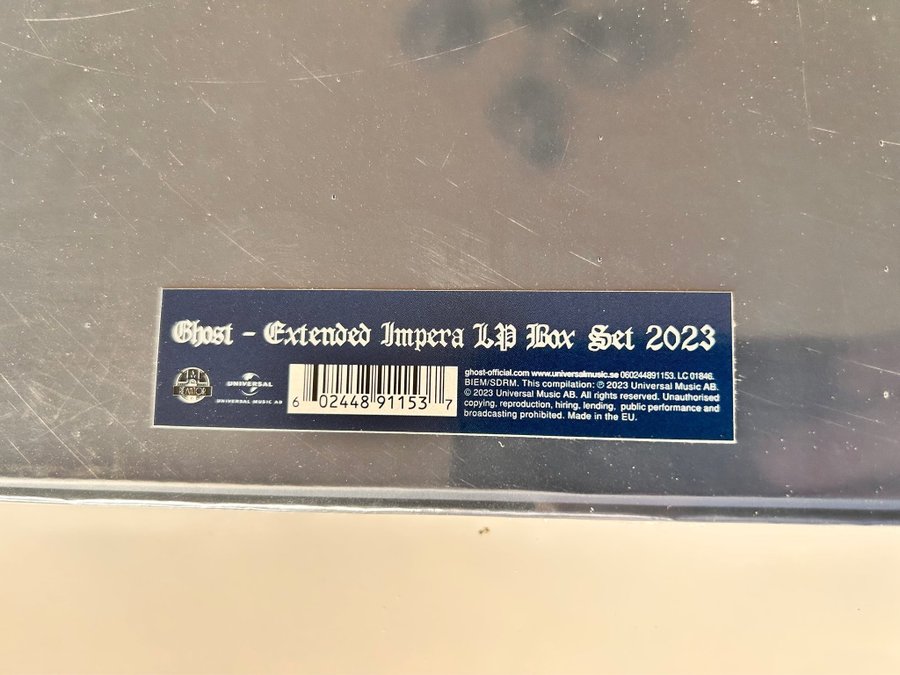 Ghost - Extended Impera LP Box Set 2023
UNIVERSAL
UNIVERSAL MUSIC AB
6 02448 91153 7
ghost-official.com www.universalmusic.se 060244891153. LC 01846.
BIEM/SDRM. This compilation: ℗ 2023 Universal Music AB.
© 2023 Universal Music AB. All rights reserved. Unauthorised
copying, reproduction, hiring, lending, public performance and
broadcasting prohibited. Made in the EU.